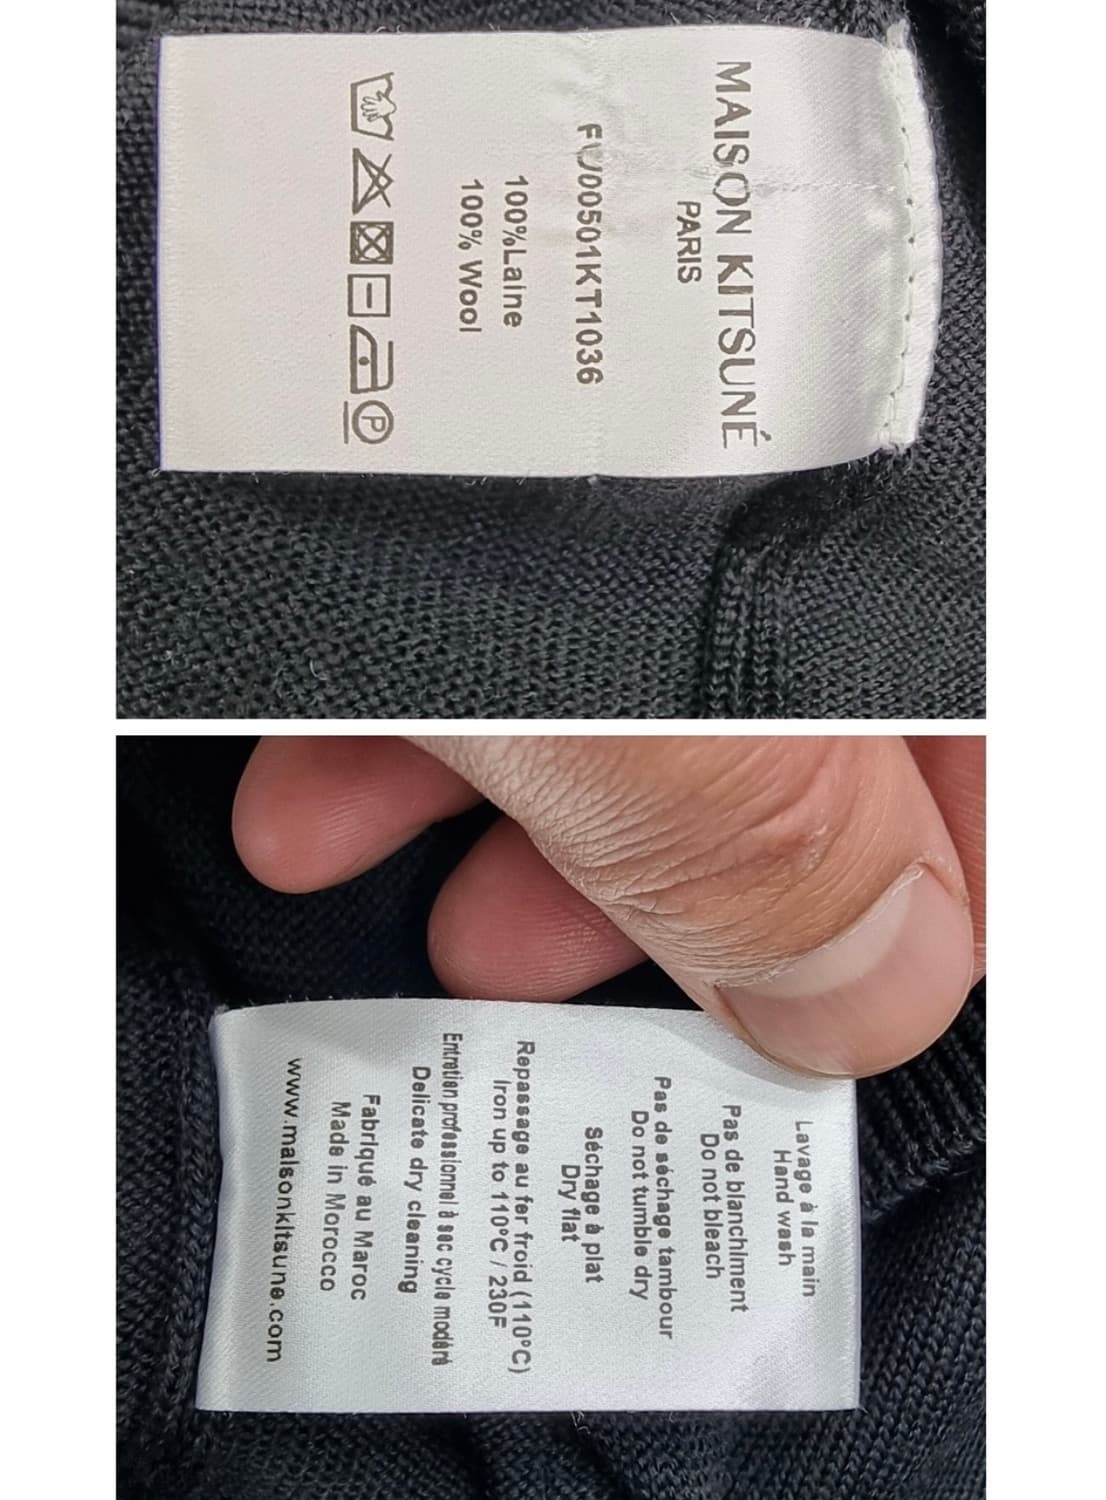 MAISON KITSUNÉ
PARIS
FW00501KT1036
100%Laine
100% Wool
P
Lavage à la main
Hand wash
Pas de blanchiment
Do not bleach
Pas de séchage tambour
Do not tumble dry
Séchage à plat
Dry flat
Repassage au fer froid (110°C)
Iron up to 110°C / 230F
Entretien professionnel à sec cycle modéré
Delicate dry cleaning
Fabriqué au Maroc
Made in Morocco
www.maisonkitsune.com